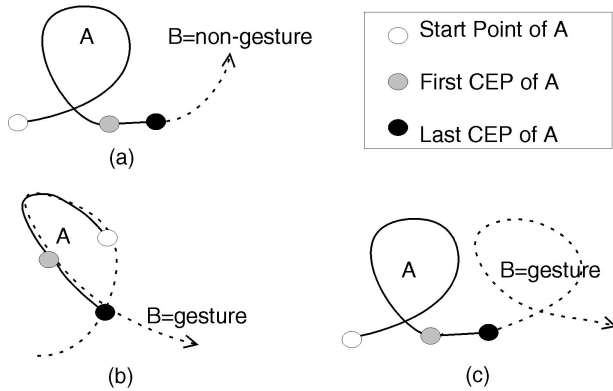 A
B=non-gesture
(a)
Start Point of A
First CEP of A
Last CEP of A
A
B=gesture
(b)
A
B=gesture
(c)